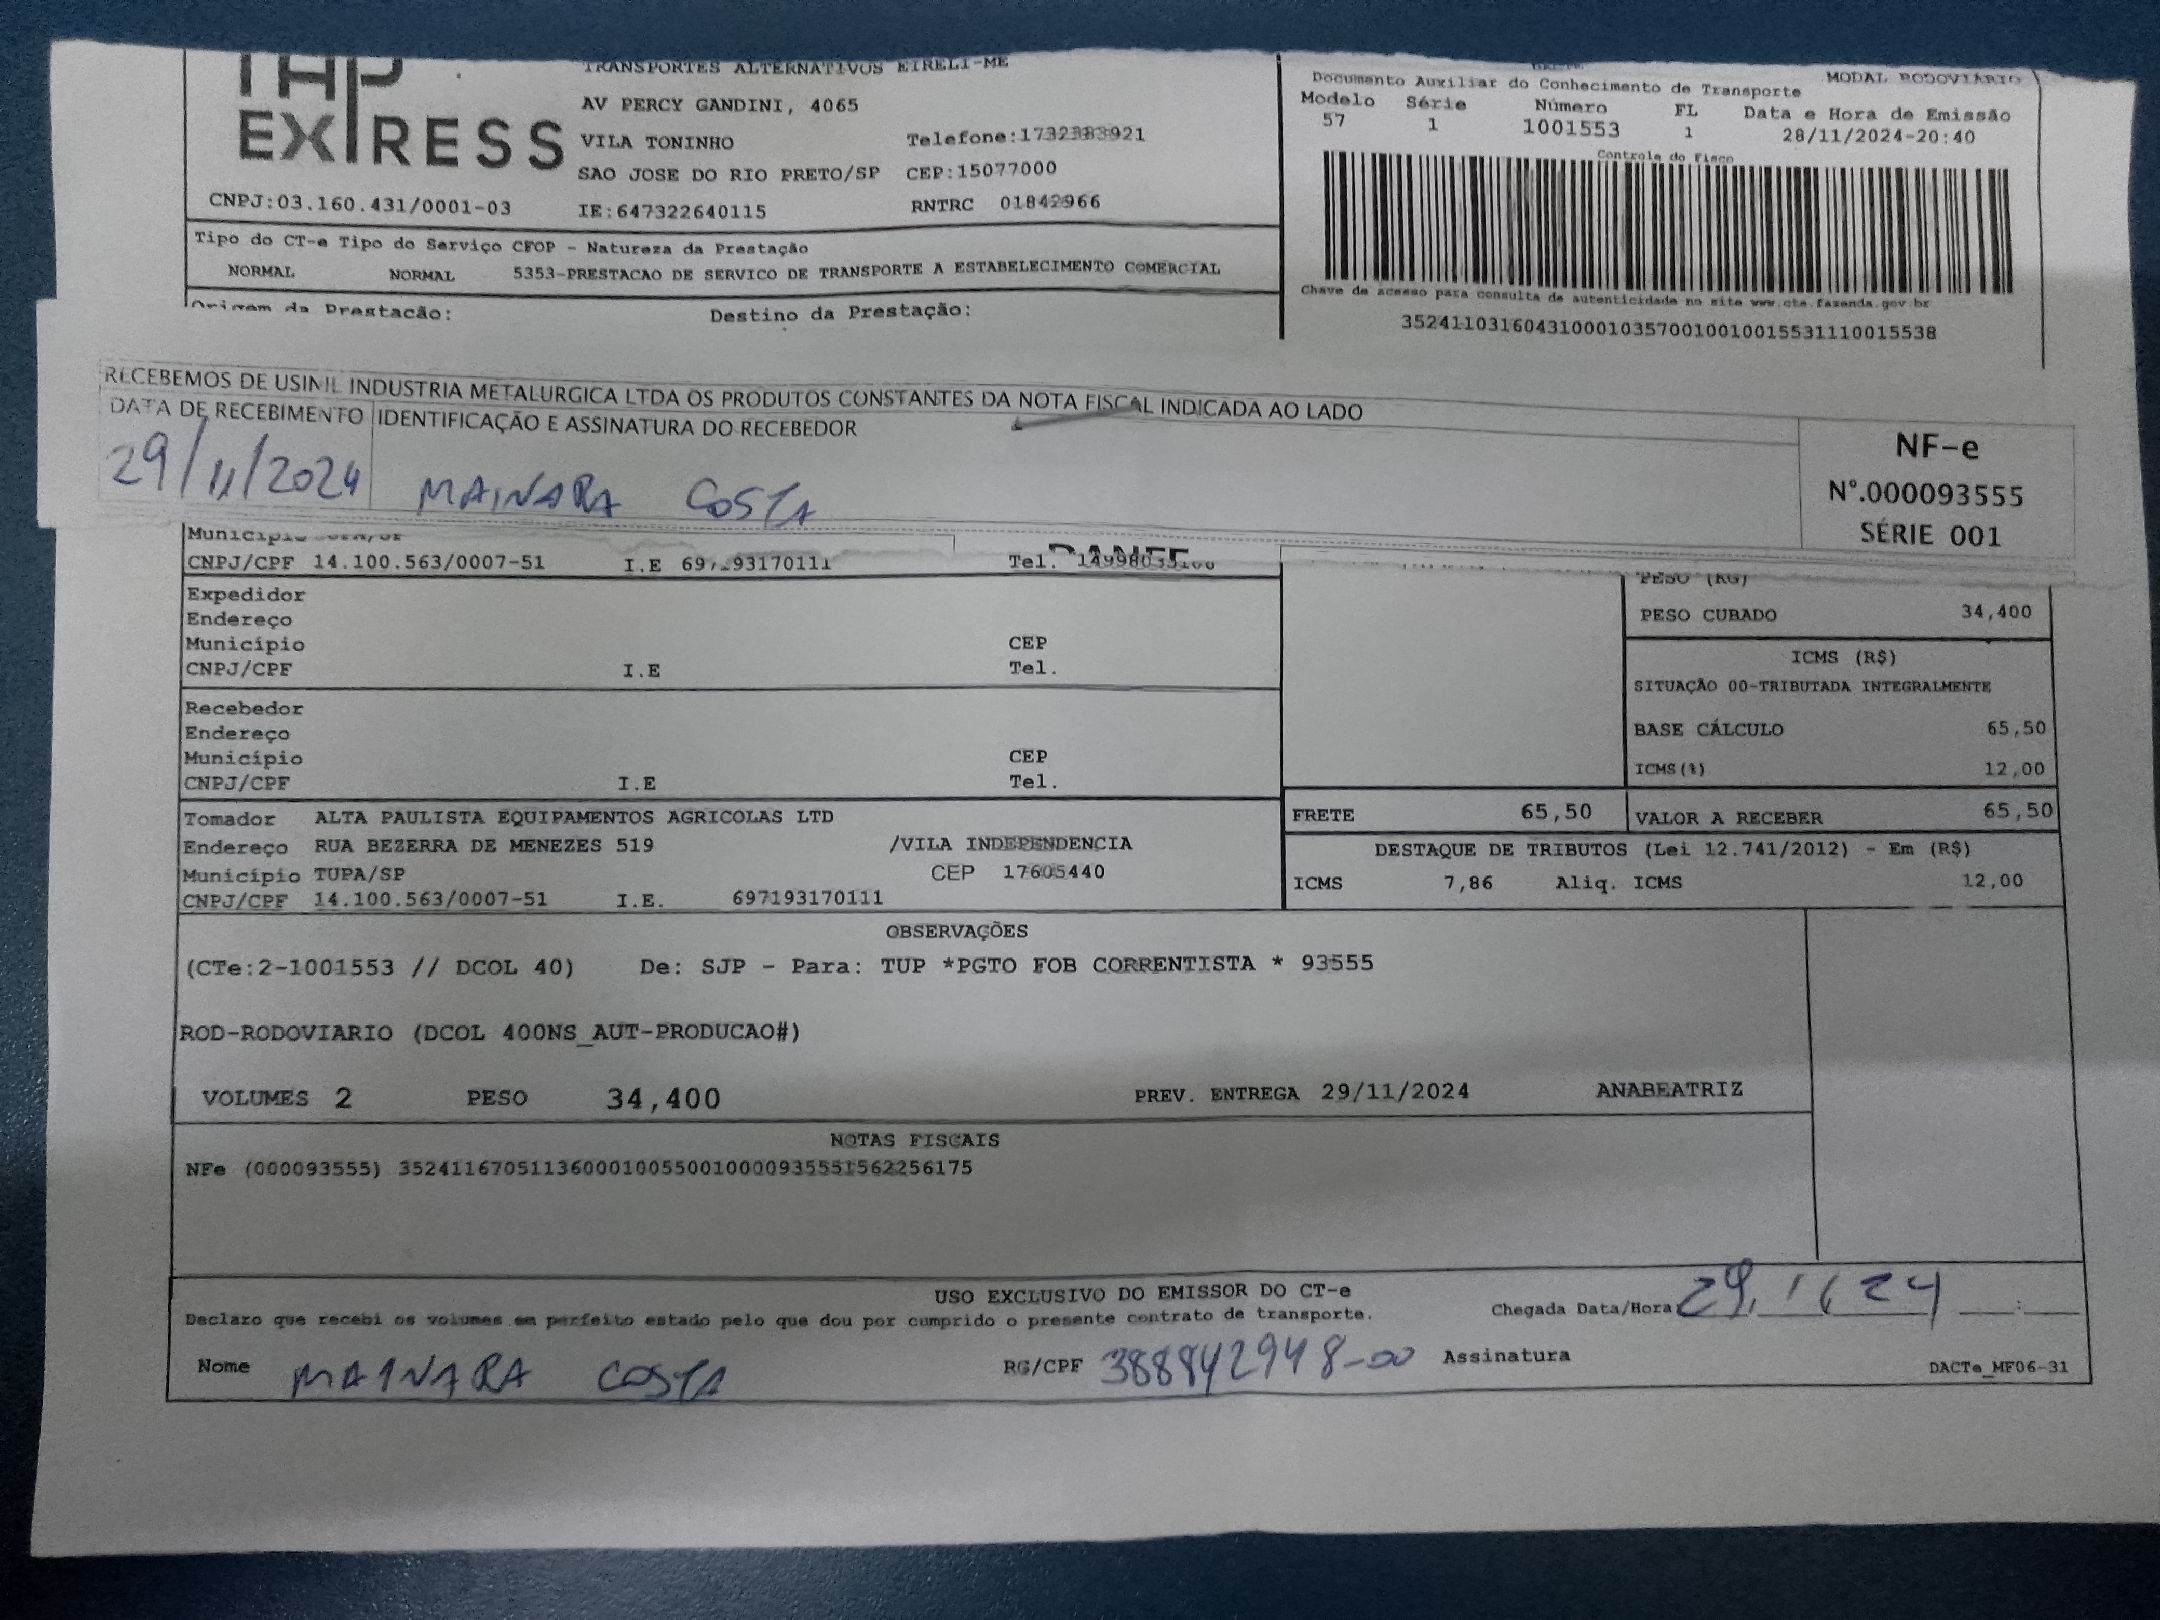 TAP
EXPRESS
TRANSPORTES ALTERNATIVOS EIRELI-ME
AV PERCY GANDINI, 4065
VILA TONINHO Telefone:1732383921
SAO JOSE DO RIO PRETO/SP CEP:15077000
CNPJ:03.160.431/0001-03 IE:647322640115 RNTRC 01842966
Tipo do CT-e Tipo do Serviço CFOP - Natureza da Prestação
NORMAL NORMAL 5353-PRESTACAO DE SERVICO DE TRANSPORTE A ESTABELECIMENTO COMERCIAL
Origem da Prestação: Destino da Prestação:
MODAL RODOVIÁRIO
Documento Auxiliar do Conhecimento de Transporte
Modelo Série Número FL Data e Hora de Emissão
57 1 1001553 1 28/11/2024-20:40
Controle do Fisco
Chave de acesso para consulta de autenticidade no site www.cte.fazenda.gov.br
35241103160431000103570010010015531110015538
RECEBEMOS DE USIMIL INDUSTRIA METALURGICA LTDA OS PRODUTOS CONSTANTES DA NOTA FISCAL INDICADA AO LADO
DATA DE RECEBIMENTO IDENTIFICAÇÃO E ASSINATURA DO RECEBEDOR
29/11/2024 MAINARA COSTA
NF-e
N°.000093555
SÉRIE 001
DANFE
Município
CNPJ/CPF 14.100.563/0007-51 I.E 697193170111 Tel.
Expedidor
Endereço
Município CEP
CNPJ/CPF I.E Tel.
Recebedor
Endereço
Município CEP
CNPJ/CPF I.E Tel.
PESO (KG)
PESO CUBADO 34,400
ICMS (R$)
SITUAÇÃO 00-TRIBUTADA INTEGRALMENTE
BASE CÁLCULO 65,50
ICMS(%) 12,00
Tomador ALTA PAULISTA EQUIPAMENTOS AGRICOLAS LTD
Endereço RUA BEZERRA DE MENEZES 519 /VILA INDEPENDENCIA
Município TUPA/SP CEP 17605440
CNPJ/CPF 14.100.563/0007-51 I.E. 697193170111
FRETE 65,50 VALOR A RECEBER 65,50
DESTAQUE DE TRIBUTOS (Lei 12.741/2012) - Em (R$)
ICMS 7,86 Aliq. ICMS 12,00
OBSERVAÇÕES
(CTe:2-1001553 // DCOL 40) De: SJP - Para: TUP *PGTO FOB CORRENTISTA * 93555
ROD-RODOVIARIO (DCOL 400NS_AUT-PRODUCAO#)
VOLUMES 2 PESO 34,400 PREV. ENTREGA 29/11/2024 ANABEATRIZ
NOTAS FISCAIS
NFe (000093555) 35241167051136000100550010000935551562256175
USO EXCLUSIVO DO EMISSOR DO CT-e
Declaro que recebi os volumes em perfeito estado pelo que dou por cumprido o presente contrato de transporte.
Chegada Data/Hora 29, 11 24 :
Nome MAINARA COSTA RG/CPF 388842948-00 Assinatura
DACTe_MF06-31